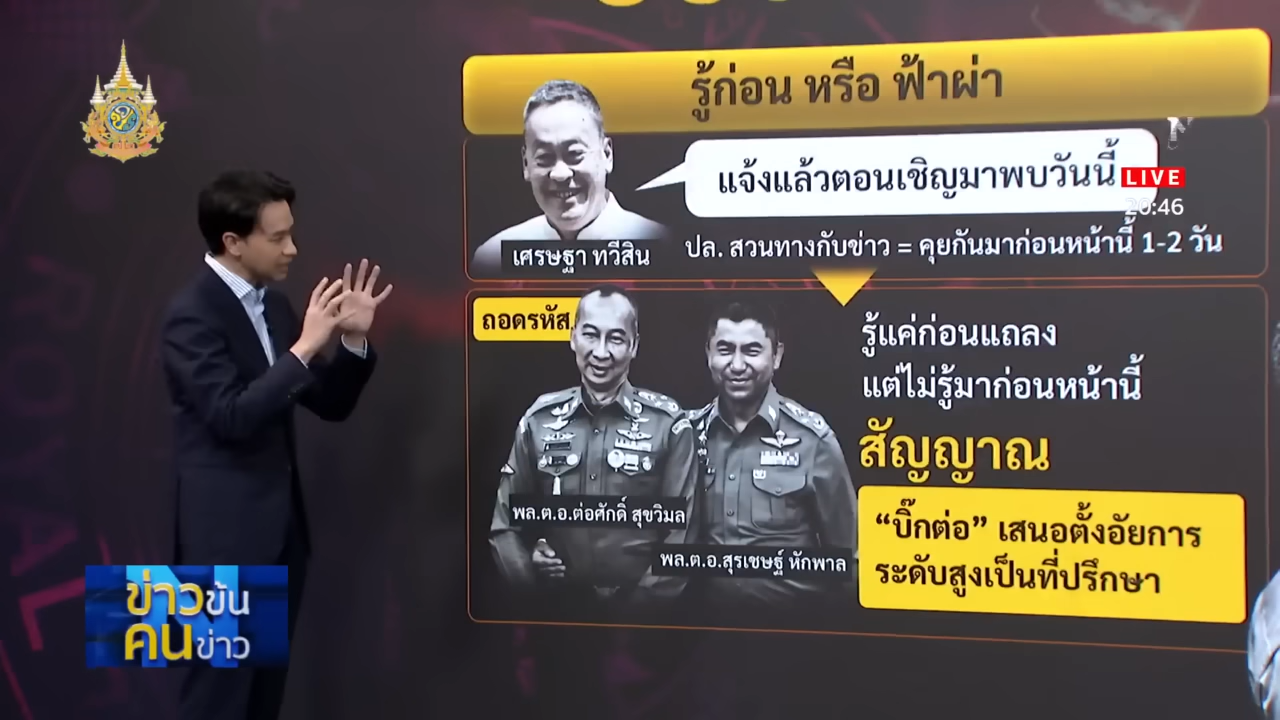 รู้ก่อน หรือ ฟ้าผ่า
แจ้งแล้วตอนเชิญมาพบวันนี้
LIVE
20:46
เศรษฐา ทวีสิน
ปล. สวนทางกับข่าว = คุยกันมาก่อนหน้านี้ 1-2 วัน
ถอดรหัส
รู้แค่ก่อนแถลง
แต่ไม่รู้มาก่อนหน้านี้
สัญญาณ
“บิ๊กต่อ” เสนอตั้งอัยการ
ระดับสูงเป็นที่ปรึกษา
พล.ต.อ.ต่อศักดิ์ สุขวิมล
พล.ต.อ.สุรเชษฐ์ หักพาล
ข่าวข้น
คนข่าว